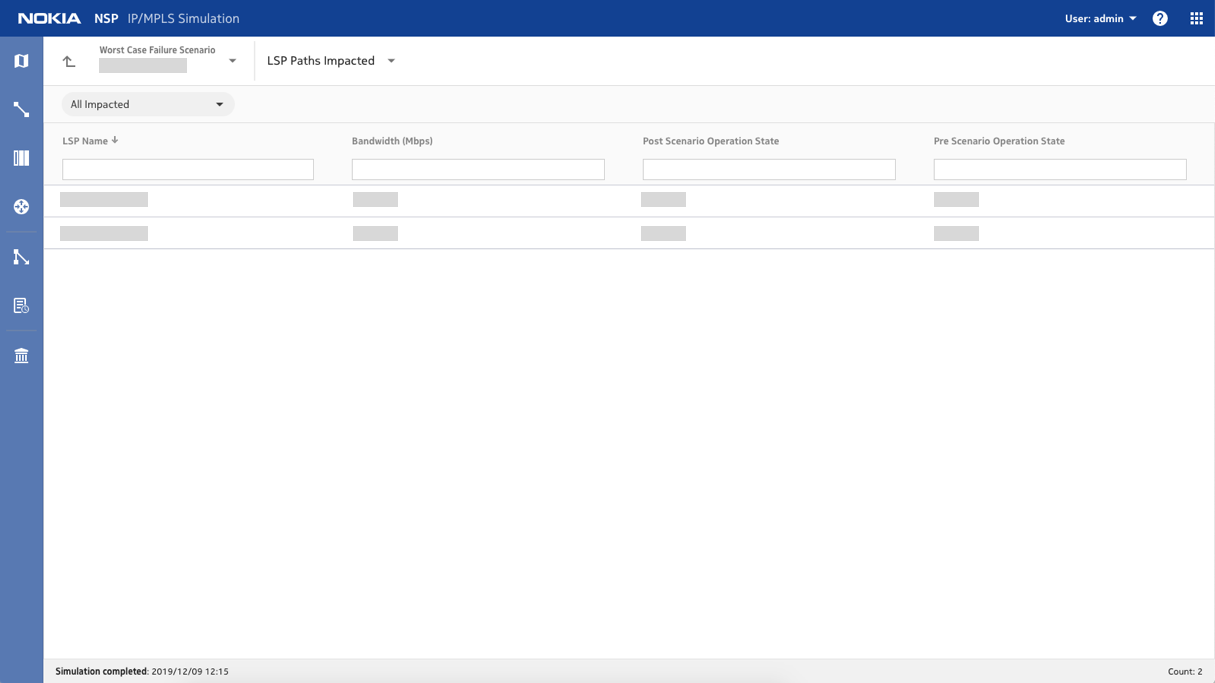 NOKIA NSP IP/MPLS Simulation User: admin
Worst Case Failure Scenario
LSP Paths Impacted
All Impacted
LSP Name Bandwidth (Mbps) Post Scenario Operation State Pre Scenario Operation State
Simulation completed: 2019/12/09 12:15 Count: 2